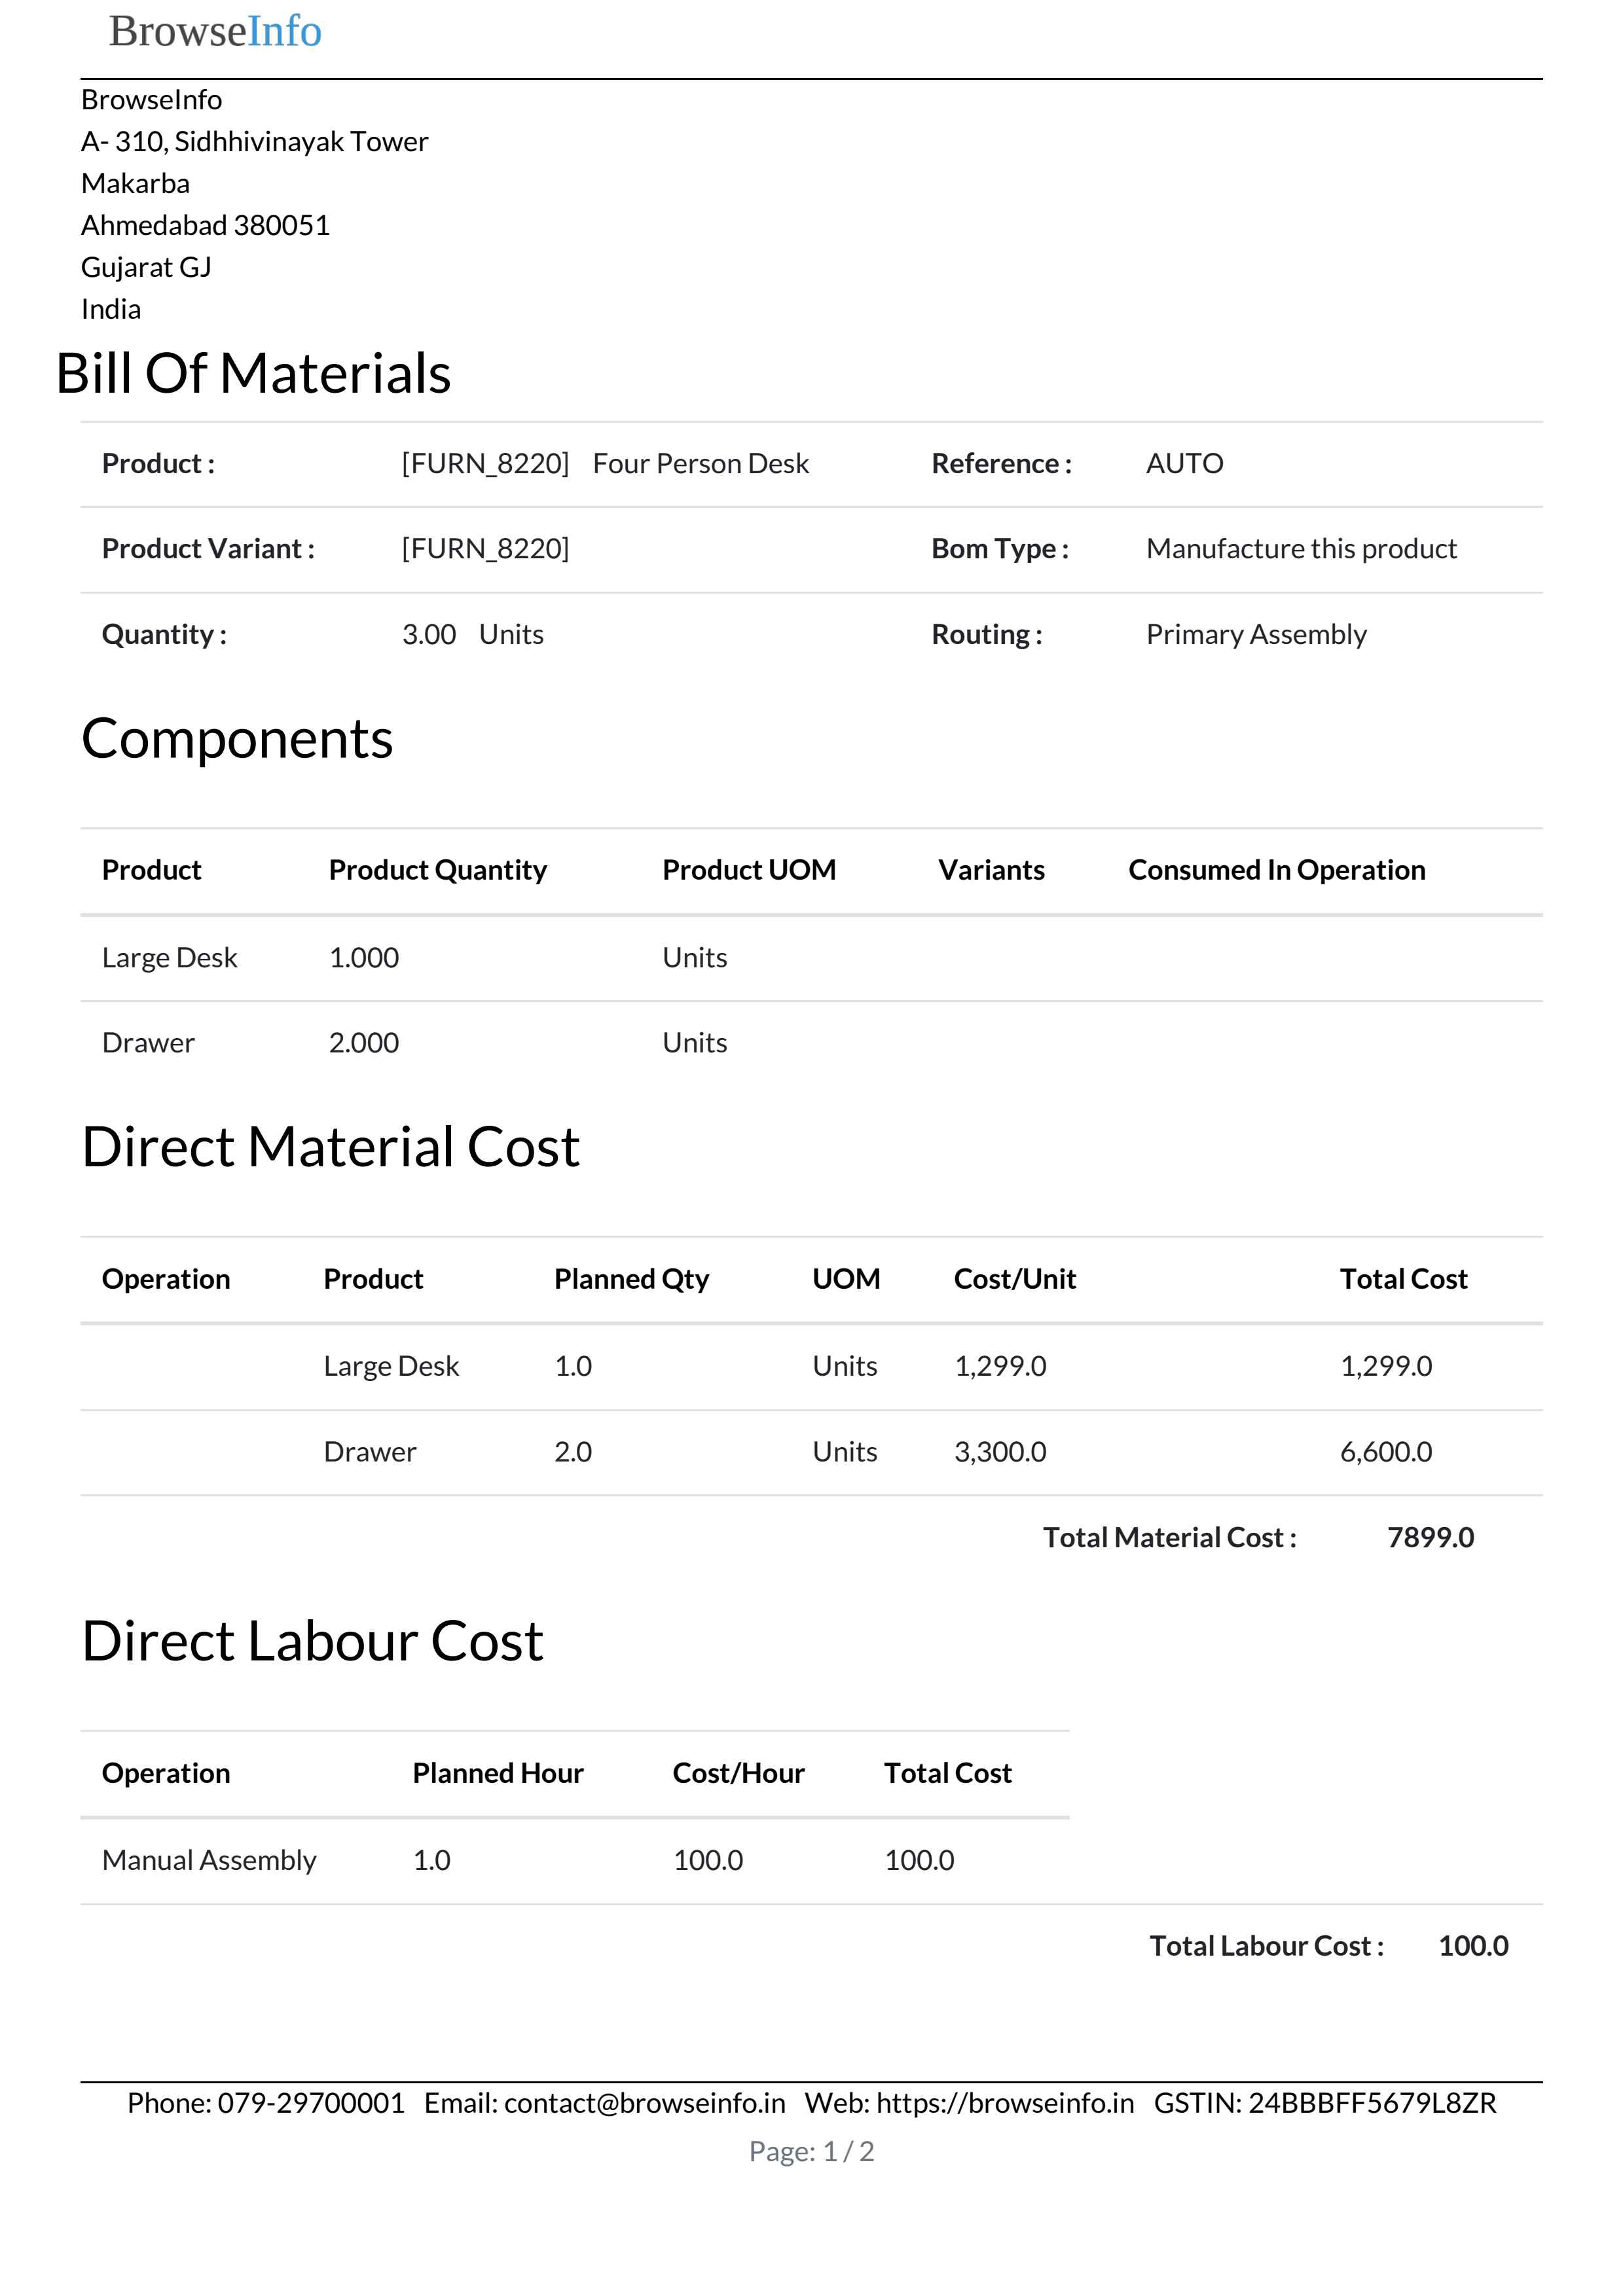 BrowseInfo
BrowseInfo
A- 310, Sidhhivinayak Tower
Makarba
Ahmedabad 380051
Gujarat GJ
India
Bill Of Materials
Product : [FURN_8220] Four Person Desk Reference : AUTO
Product Variant : [FURN_8220] Bom Type : Manufacture this product
Quantity : 3.00 Units Routing : Primary Assembly
Components
Product Product Quantity Product UOM Variants Consumed In Operation
Large Desk 1.000 Units
Drawer 2.000 Units
Direct Material Cost
Operation Product Planned Qty UOM Cost/Unit Total Cost
Large Desk 1.0 Units 1,299.0 1,299.0
Drawer 2.0 Units 3,300.0 6,600.0
Total Material Cost : 7899.0
Direct Labour Cost
Operation Planned Hour Cost/Hour Total Cost
Manual Assembly 1.0 100.0 100.0
Total Labour Cost : 100.0
Phone: 079-29700001 Email: contact@browseinfo.in Web: https://browseinfo.in GSTIN: 24BBBFF5679L8ZR
Page: 1 / 2